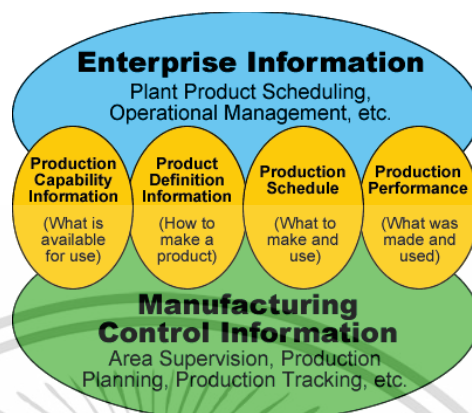 Enterprise Information
Plant Product Scheduling,
Operational Management, etc.
Production
Capability
Information
(What is
available
for use)
Product
Definition
Information
(How to
make a
product)
Production
Schedule
(What to
make and
use)
Production
Performance
(What was
made and
used)
Manufacturing
Control Information
Area Supervision, Production
Planning, Production Tracking, etc.